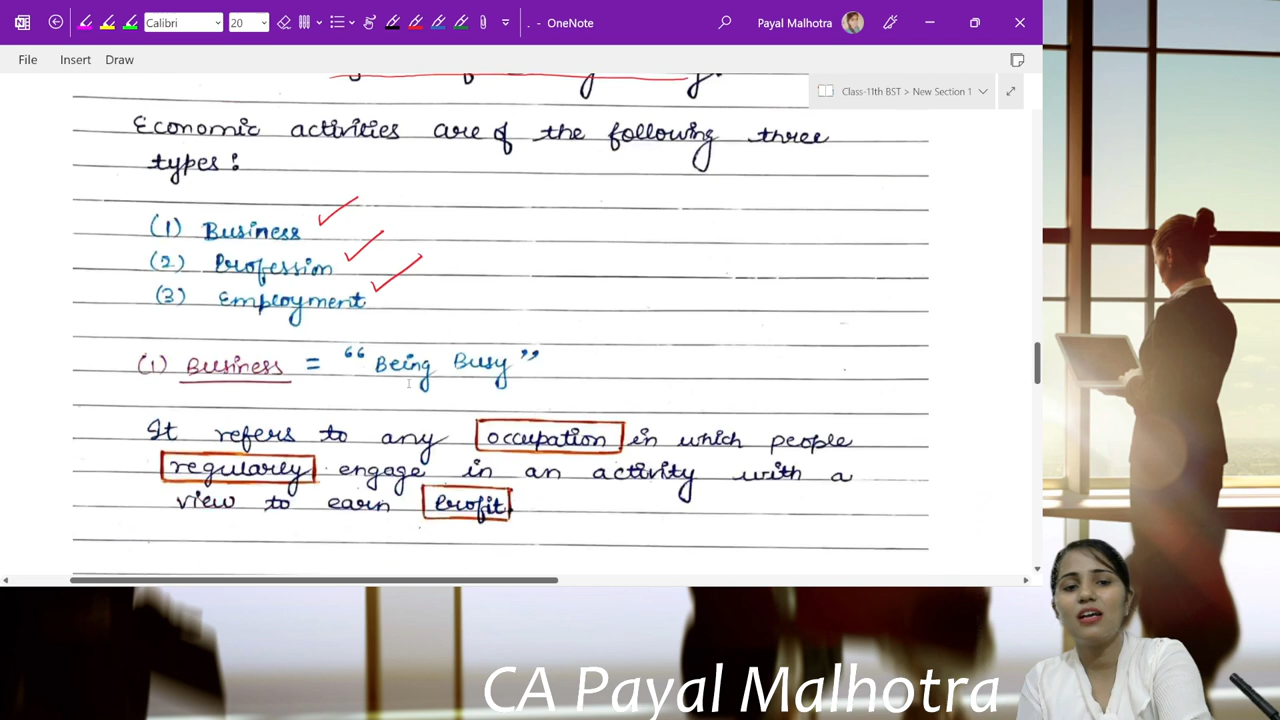 Calibri 20 . - OneNote Payal Malhotra
File Insert Draw
Class-11th BST > New Section 1
Economic activities are of the following three
types:
(1) Business
(2) Profession
(3) Employment
(1) Business = "Being Busy"
It refers to any occupation in which people
regularly engage in an activity with a
view to earn Profit
CA Payal Malhotra